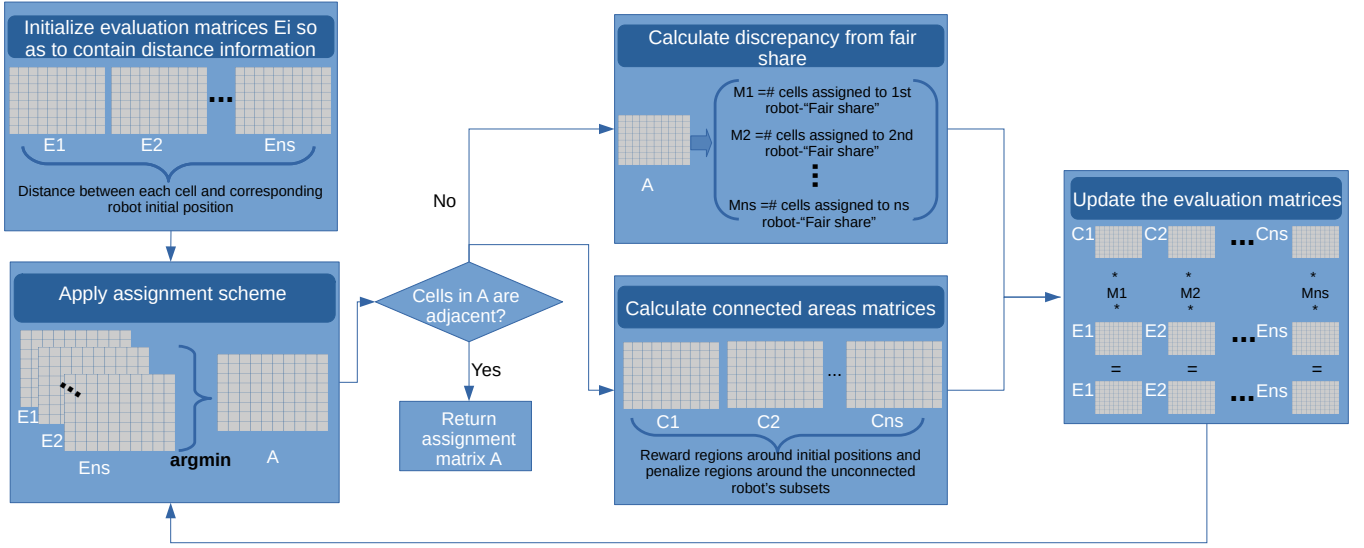 Initialize evaluation matrices Ei so
as to contain distance information
...
E1
E2
Ens
Distance between each cell and corresponding
robot initial position
Apply assignment scheme
E1
E2
Ens
argmin
A
Cells in A are
adjacent?
No
Yes
Return
assignment
matrix A
Calculate discrepancy from fair
share
A
M1 =# cells assigned to 1st
robot-“Fair share”
M2 =# cells assigned to 2nd
robot-“Fair share”
Mns =# cells assigned to ns
robot-“Fair share”
Calculate connected areas matrices
...
C1
C2
Cns
Reward regions around initial positions and
penalize regions around the unconnected
robot’s subsets
Update the evaluation matrices
C1 C2 ...Cns
* * *
M1 M2 Mns
* * *
E1 E2 ...Ens
= = =
E1 E2 ...Ens